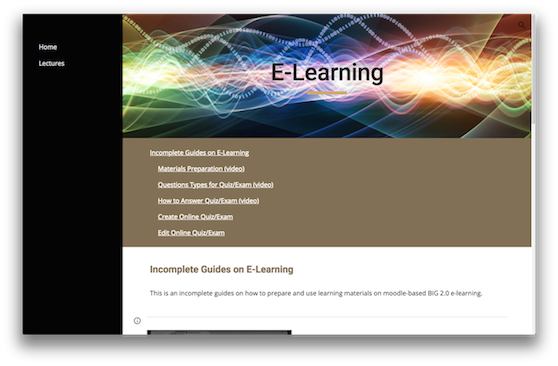 Home
Lectures
E-Learning
Incomplete Guides on E-Learning
Materials Preparation (video)
Questions Types for Quiz/Exam (video)
How to Answer Quiz/Exam (video)
Create Online Quiz/Exam
Edit Online Quiz/Exam
Incomplete Guides on E-Learning
This is an incomplete guides on how to prepare and use learning materials on moodle-based BIG 2.0 e-learning.